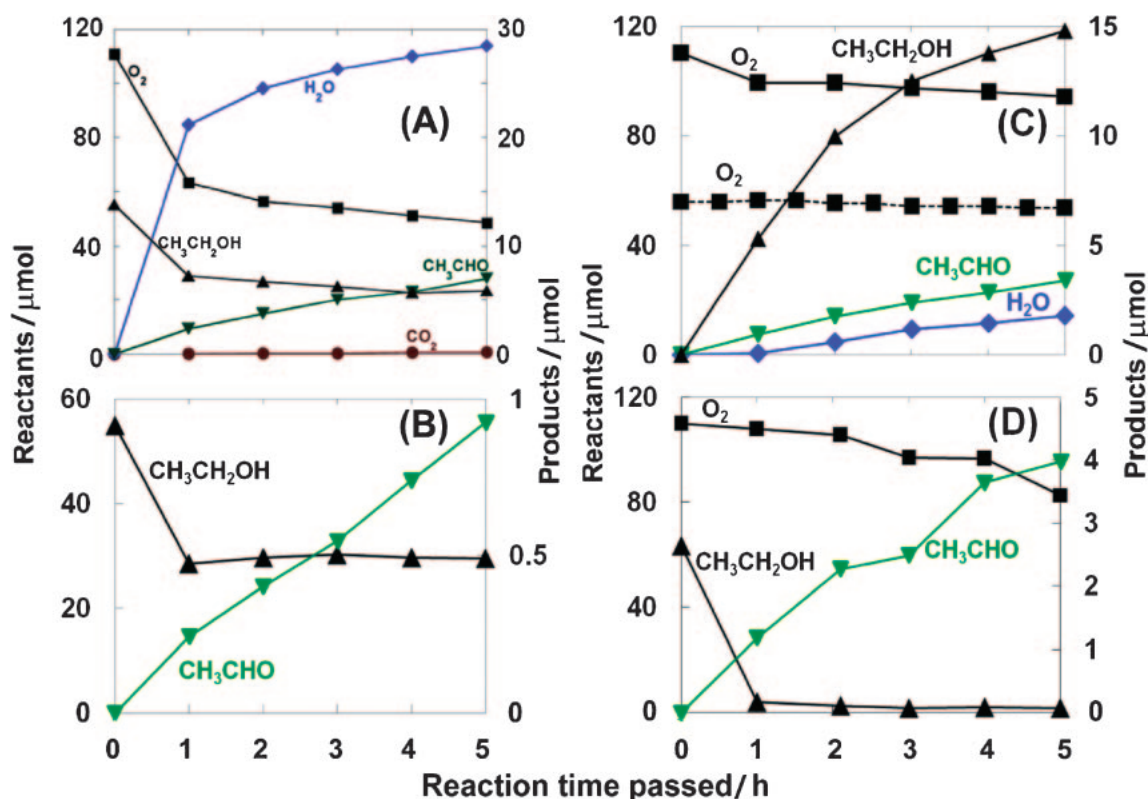 120
80
40
0
Reactants /μmol
30
20
10
0
Products /μmol
(A)
O₂
H₂O
CH₃CH₂OH
CH₃CHO
CO₂
120
80
40
0
Reactants /μmol
15
10
5
0
Products /μmol
(C)
O₂
CH₃CH₂OH
O₂
CH₃CHO
H₂O
60
40
20
0
1
0.5
0
(B)
CH₃CH₂OH
CH₃CHO
0 1 2 3 4 5
120
80
40
0
5
4
3
2
1
0
(D)
O₂
CH₃CH₂OH
CH₃CHO
0 1 2 3 4 5
Reaction time passed/h